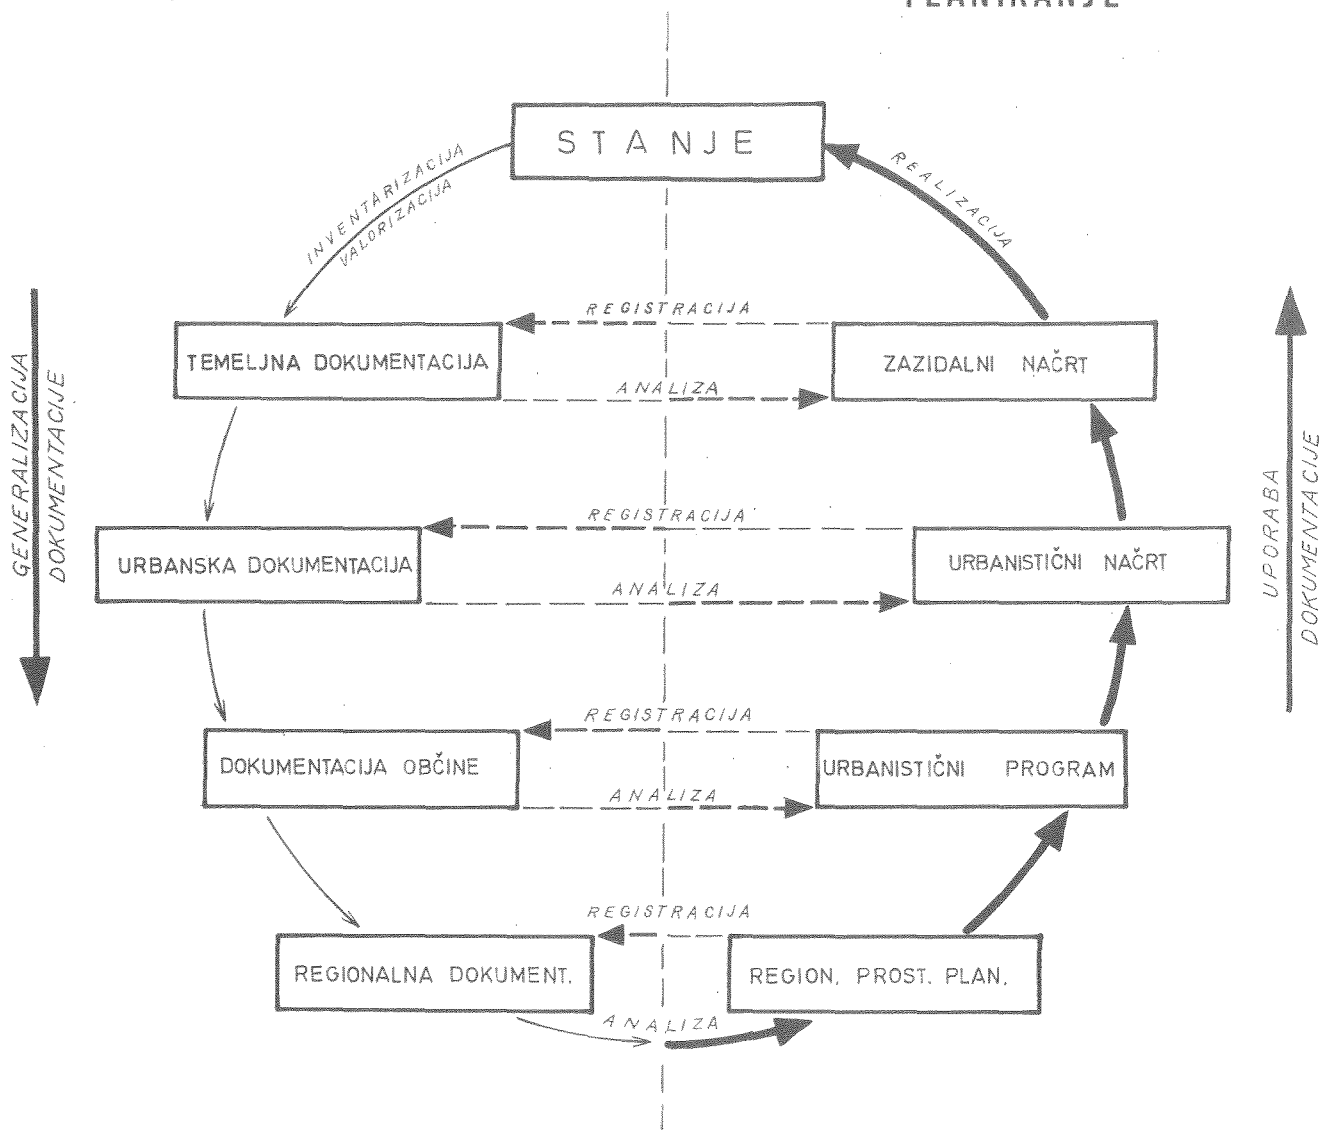 PLANIRANJE
STANJE
INVENTARIZACIJA
VALORIZACIJA
REALIZACIJA
REGISTRACIJA
TEMELJNA DOKUMENTACIJA
ZAZIDALNI NAČRT
ANALIZA
GENERALIZACIJA
DOKUMENTACIJE
UPORABA
DOKUMENTACIJE
REGISTRACIJA
URBANSKA DOKUMENTACIJA
URBANISTIČNI NAČRT
ANALIZA
REGISTRACIJA
DOKUMENTACIJA OBČINE
URBANISTIČNI PROGRAM
ANALIZA
REGISTRACIJA
REGIONALNA DOKUMENT.
REGION. PROST. PLAN.
ANALIZA